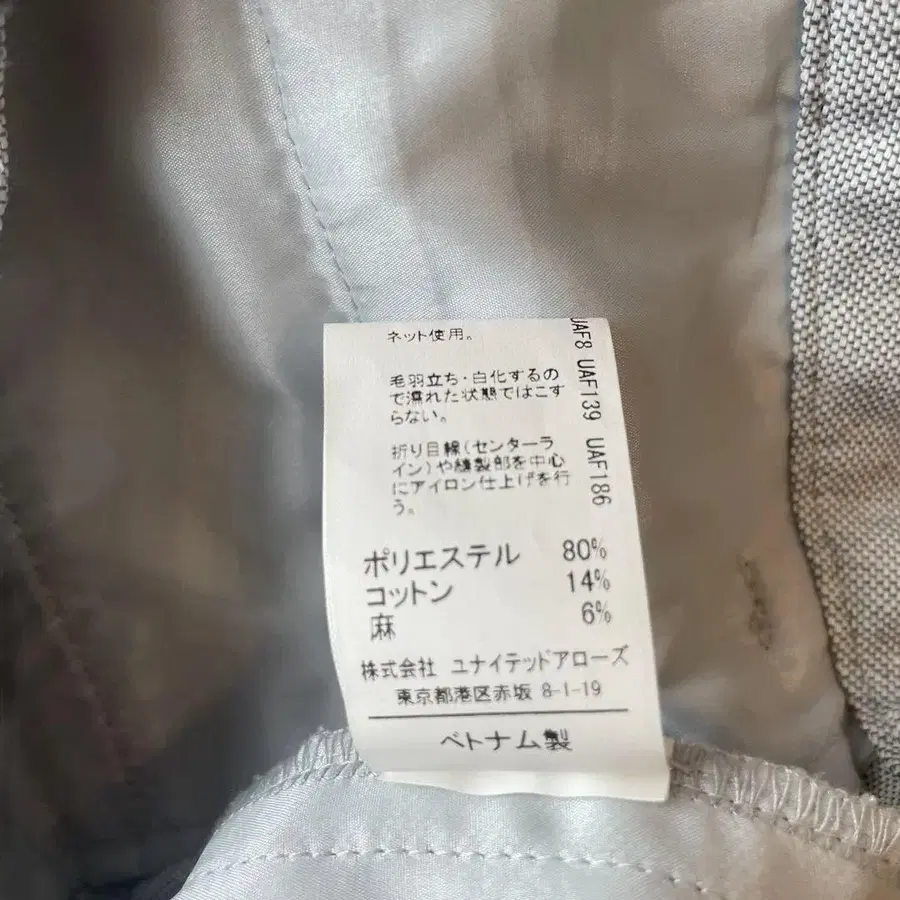 ネット使用。
毛羽立ち・白化するの
で濡れた状態ではこす
らない。
折り目線(センターラ
イン)や縫製部を中心
にアイロン仕上げを行
う。
UAF8 UAF139 UAF186
ポリエステル 80%
コットン 14%
麻 6%
株式会社 ユナイテッドアローズ
東京都港区赤坂 8-1-19
ベトナム製